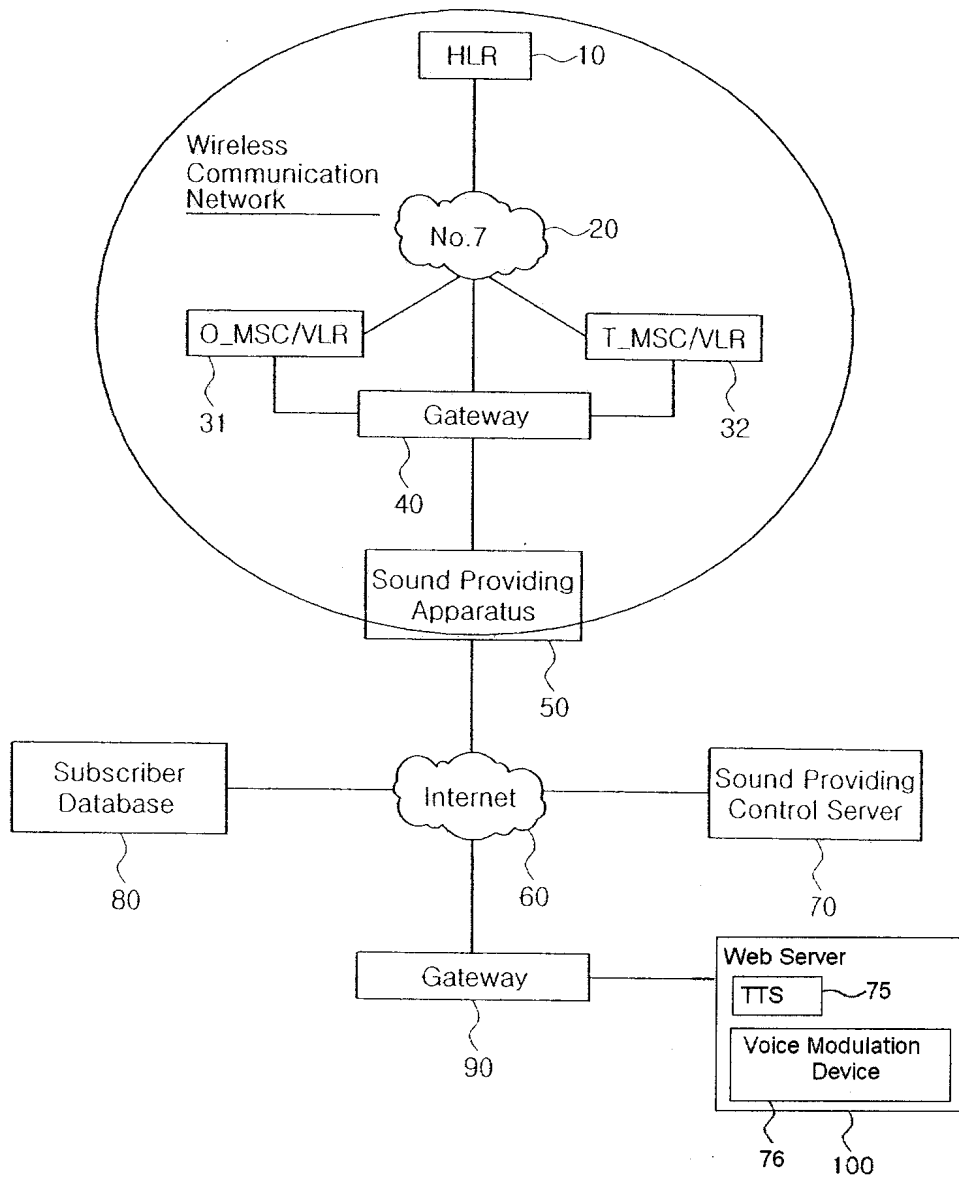 HLR
10
Wireless
Communication
Network
No.7
20
O_MSC/VLR
T_MSC/VLR
31
Gateway
32
40
Sound Providing
Apparatus
50
Subscriber
Database
Internet
Sound Providing
Control Server
80
60
70
Gateway
90
Web Server
TTS
75
Voice Modulation
Device
76
100